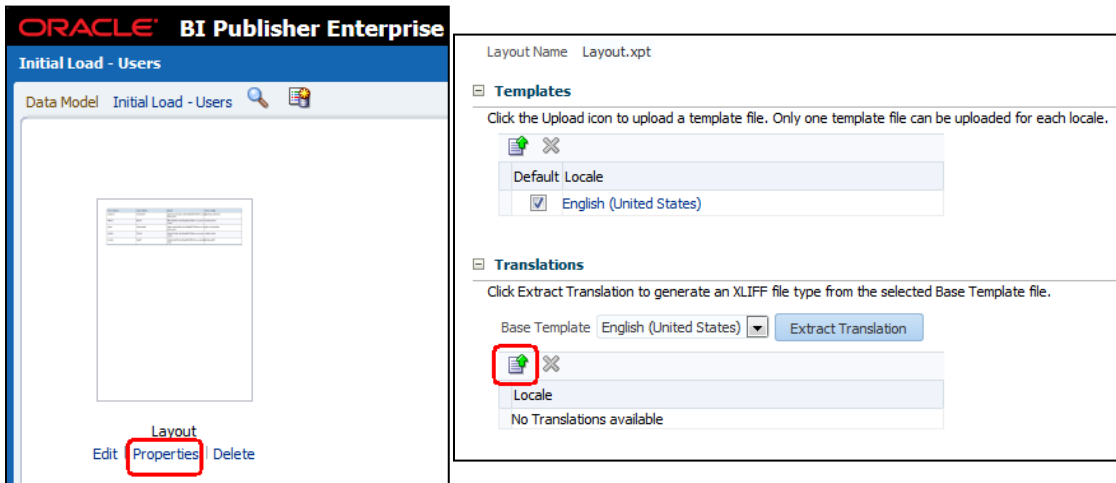 ORACLE BI Publisher Enterprise
Initial Load - Users
Data Model Initial Load - Users
Layout
Edit | Properties | Delete
Layout Name Layout.xpt
Templates
Click the Upload icon to upload a template file. Only one template file can be uploaded for each locale.
Default Locale
English (United States)
Translations
Click Extract Translation to generate an XLIFF file type from the selected Base Template file.
Base Template English (United States) Extract Translation
Locale
No Translations available